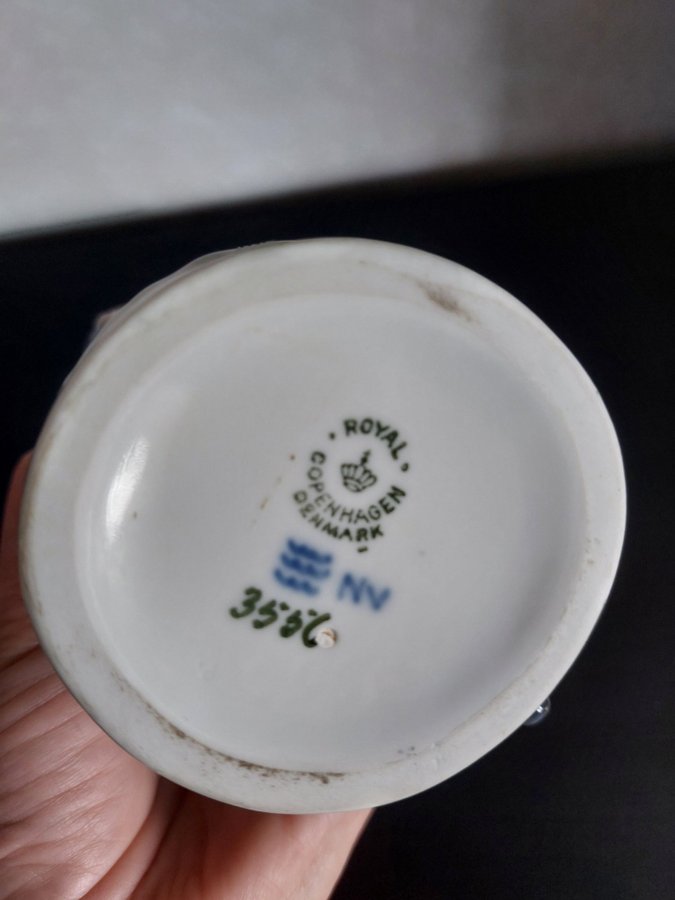 ROYAL
COPENHAGEN
DENMARK
NV
3556